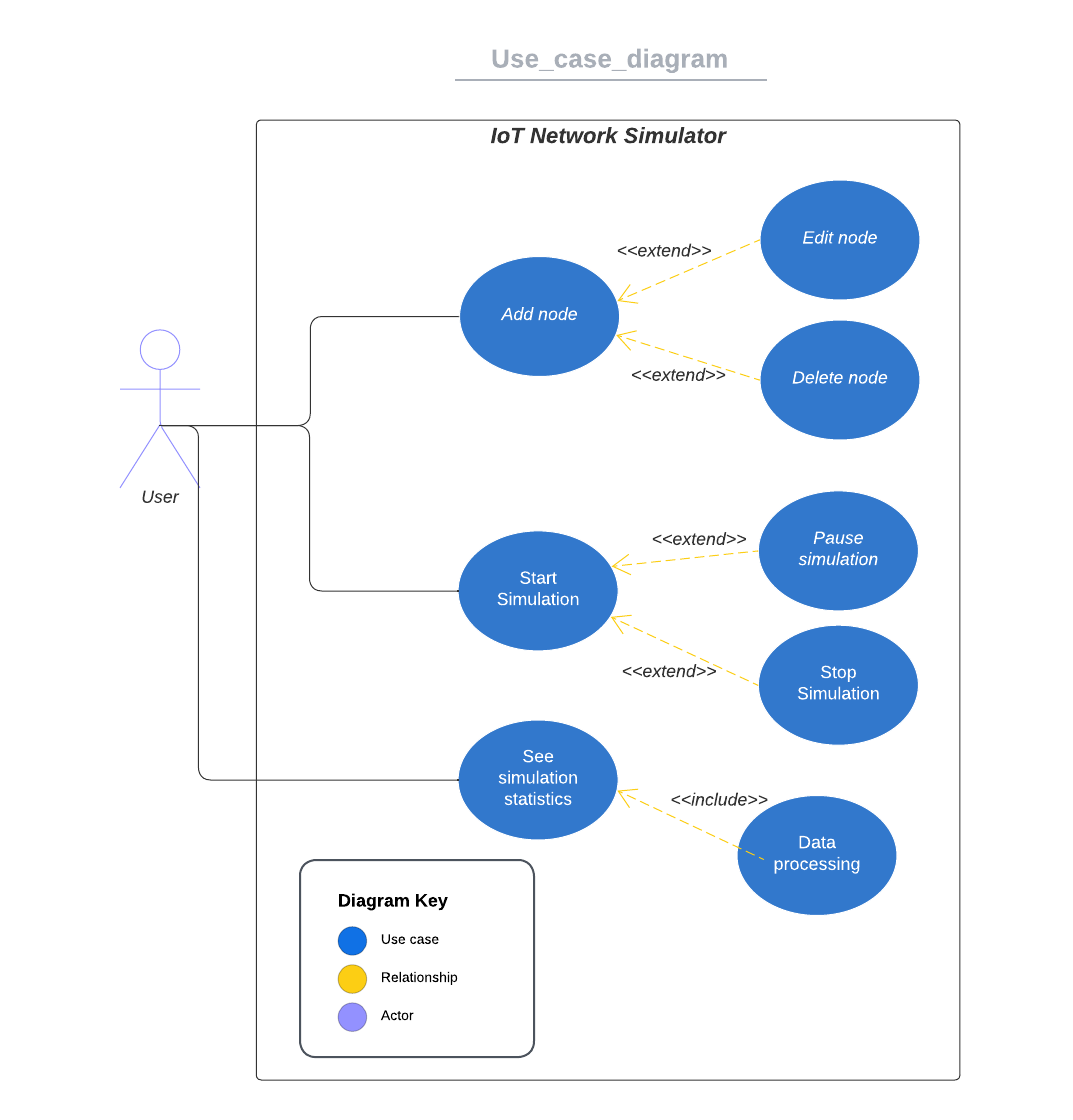 Use_case_diagram
IoT Network Simulator
Edit node
<<extend>>
Add node
<<extend>>
Delete node
User
Pause
simulation
<<extend>>
Start
Simulation
<<extend>>
Stop
Simulation
See
simulation
statistics
<<include>>
Data
processing
Diagram Key
Use case
Relationship
Actor